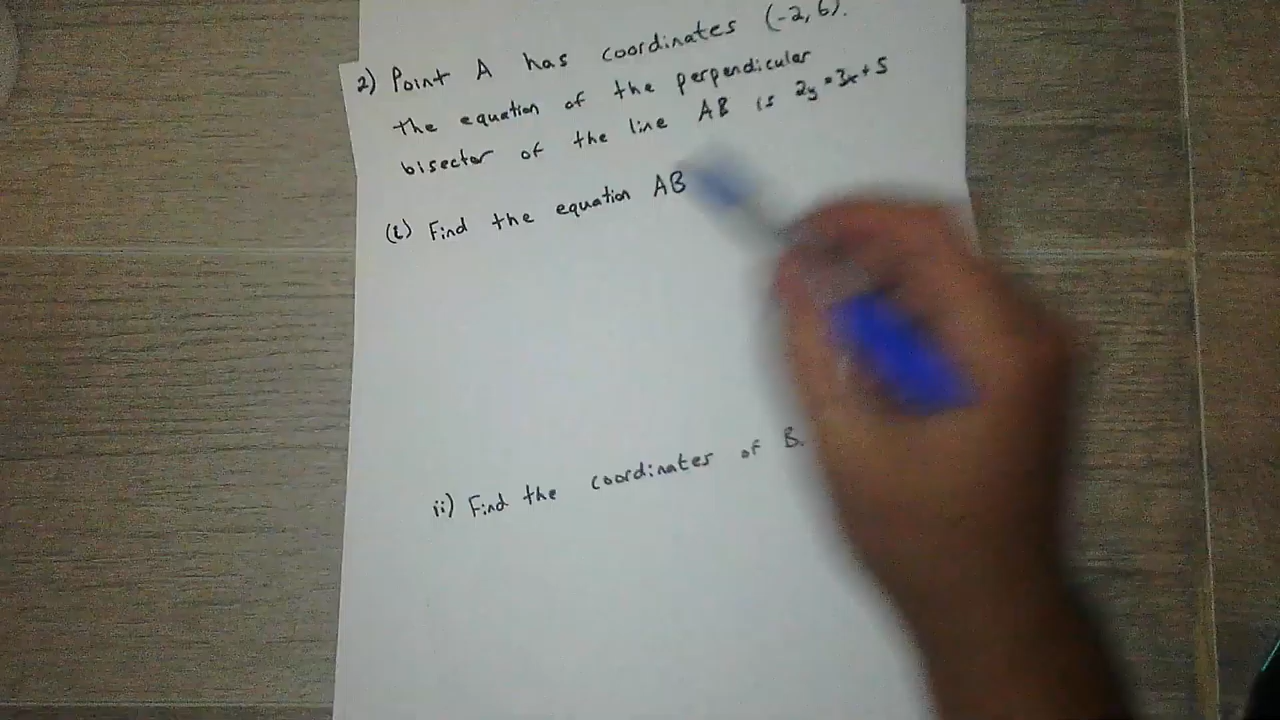 2) Point A has coordinates (-2, 6).
the equation of the perpendicular
bisector of the line AB is 2y = 3x + 5
(i) Find the equation AB
ii) Find the coordinates of B.